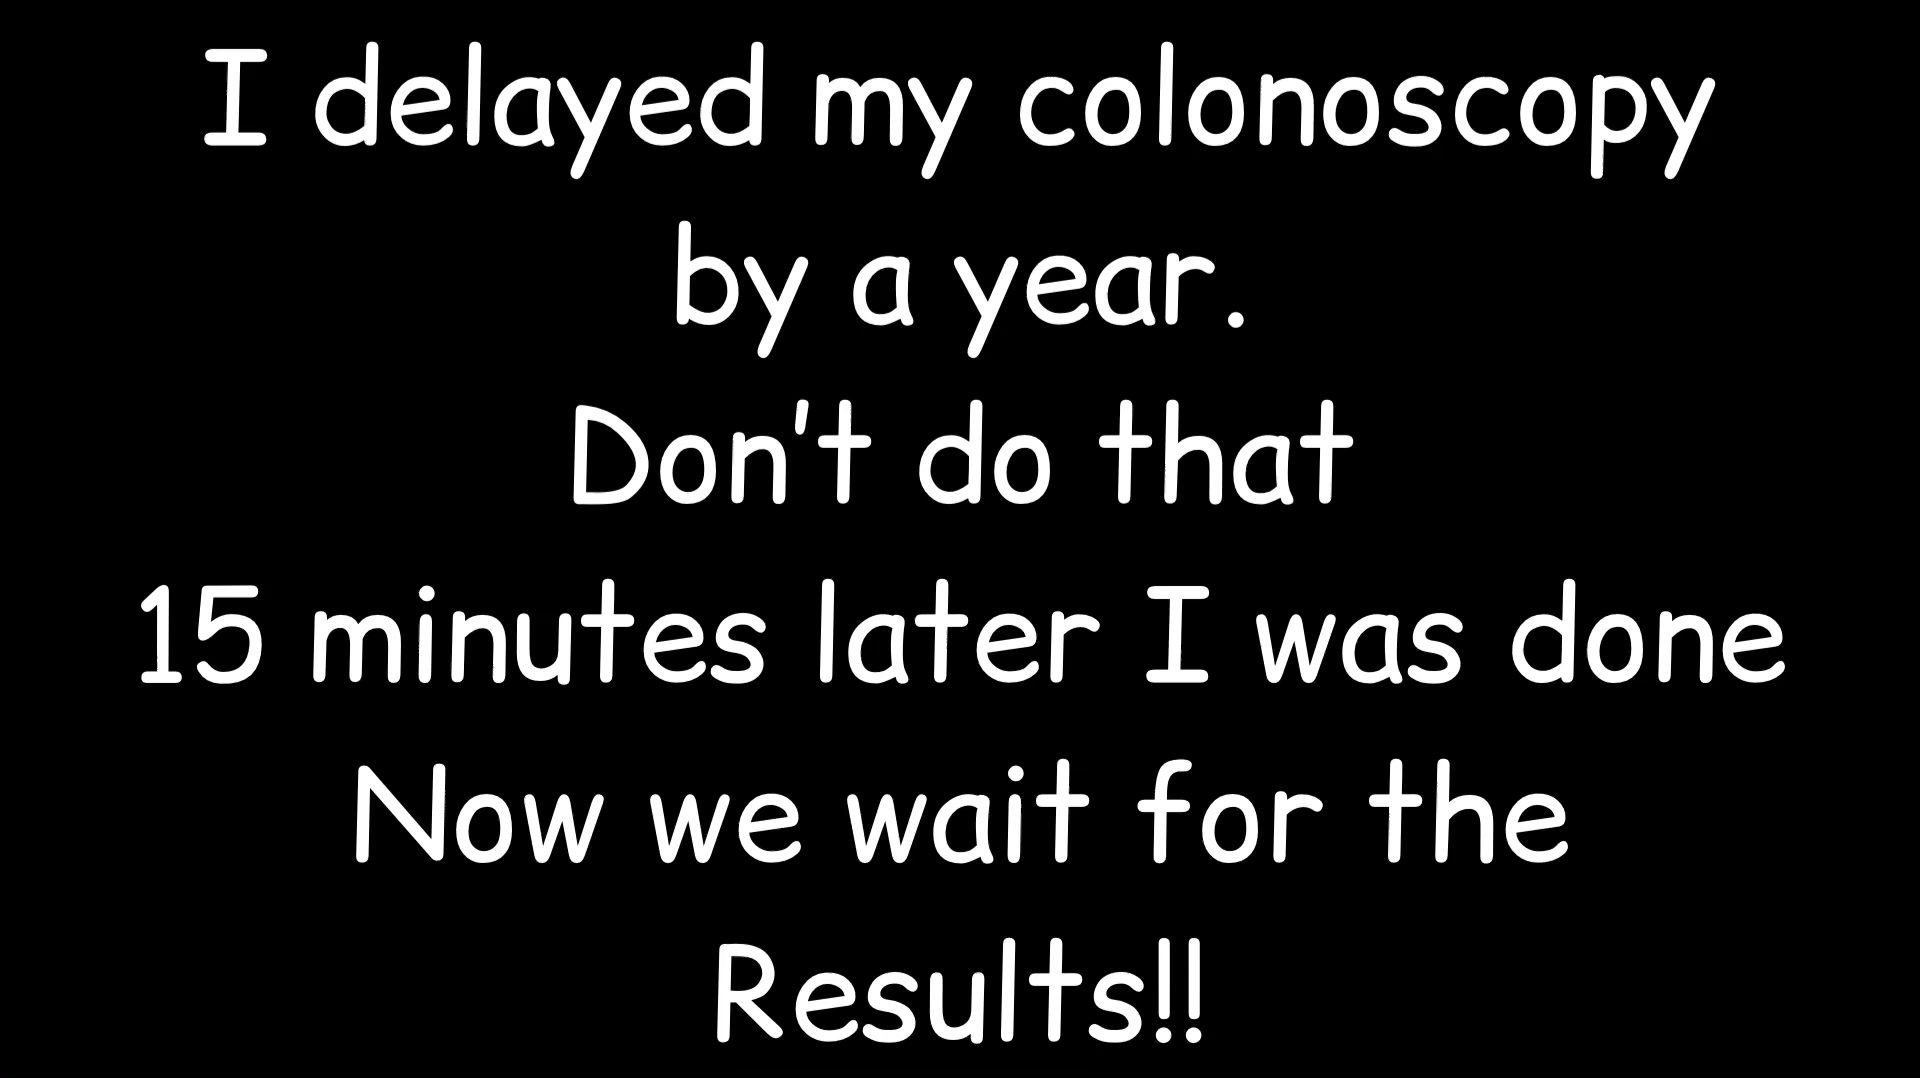 I delayed my colonoscopy
by a year.
Don't do that
15 minutes later I was done
Now we wait for the
Results!!